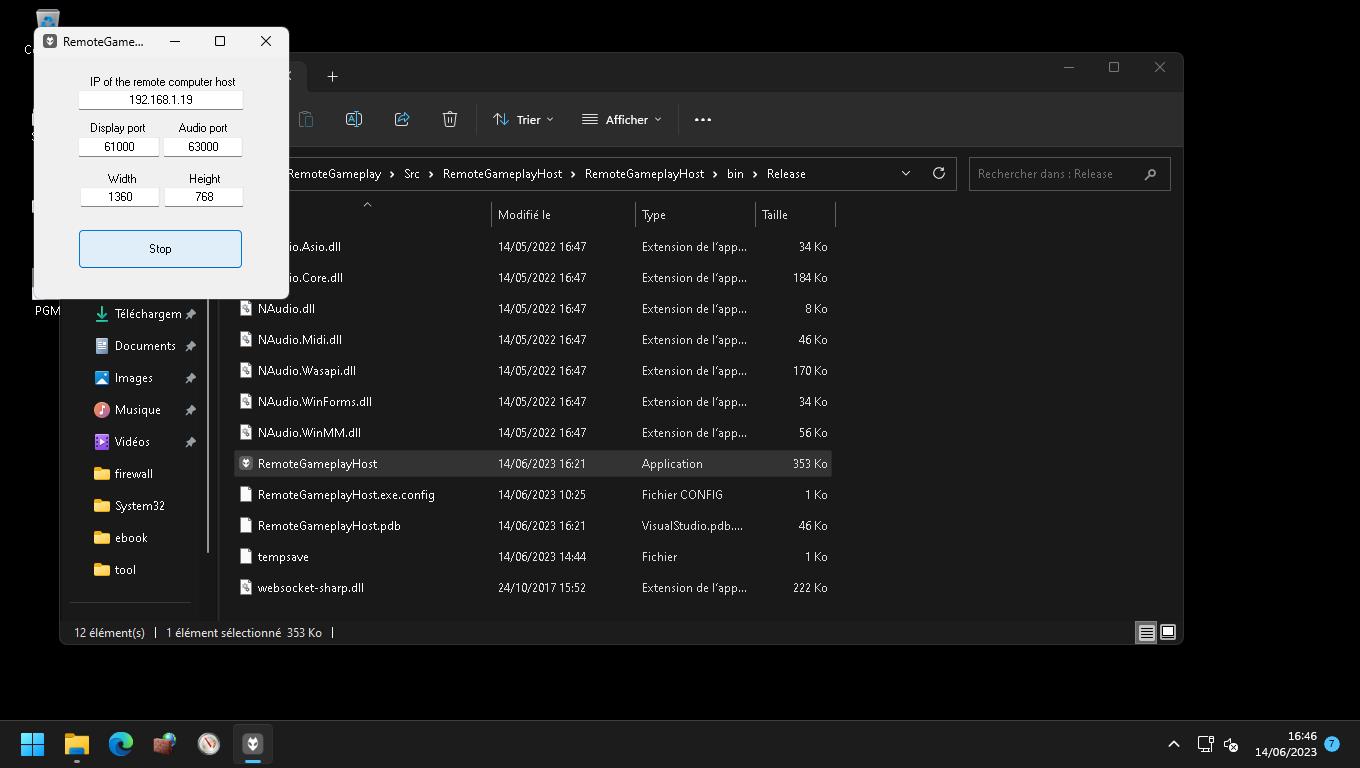 RemoteGame...
IP of the remote computer host
192.168.1.19
Display port Audio port
61000 63000
Width Height
1360 768
Stop
Trier Afficher
RemoteGameplay Src RemoteGameplayHost RemoteGameplayHost bin Release
Rechercher dans : Release
Modifié le Type Taille
io.Asio.dll 14/05/2022 16:47 Extension de l'app... 34 Ko
io.Core.dll 14/05/2022 16:47 Extension de l'app... 184 Ko
NAudio.dll 14/05/2022 16:47 Extension de l'app... 8 Ko
NAudio.Midi.dll 14/05/2022 16:47 Extension de l'app... 46 Ko
NAudio.Wasapi.dll 14/05/2022 16:47 Extension de l'app... 170 Ko
NAudio.WinForms.dll 14/05/2022 16:47 Extension de l'app... 34 Ko
NAudio.WinMM.dll 14/05/2022 16:47 Extension de l'app... 56 Ko
RemoteGameplayHost 14/06/2023 16:21 Application 353 Ko
RemoteGameplayHost.exe.config 14/06/2023 10:25 Fichier CONFIG 1 Ko
RemoteGameplayHost.pdb 14/06/2023 16:21 VisualStudio.pdb.... 46 Ko
tempsave 14/06/2023 14:44 Fichier 1 Ko
websocket-sharp.dll 24/10/2017 15:52 Extension de l'app... 222 Ko
PGM
Téléchargem
Documents
Images
Musique
Vidéos
firewall
System32
ebook
tool
12 élément(s) 1 élément sélectionné 353 Ko
16:46
14/06/2023
7